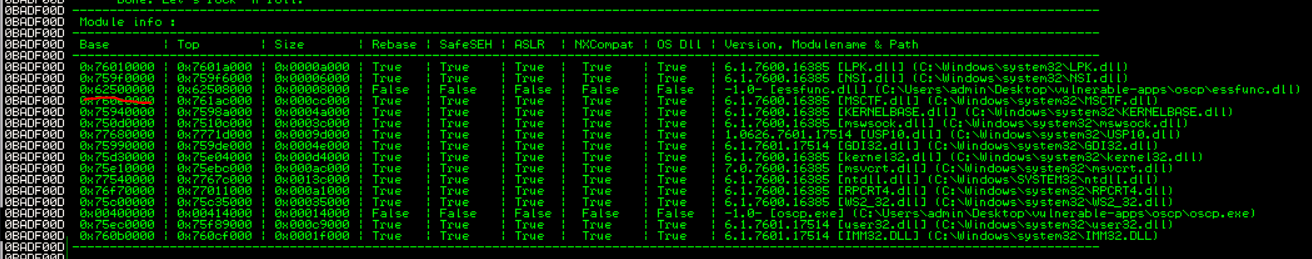 0BADF00D Done. Let's rock 'n roll.
0BADF00D ---------------------------------------------------------------
0BADF00D Module info :
0BADF00D ---------------------------------------------------------------
0BADF00D Base | Top | Size | Rebase | SafeSEH | ASLR | NXCompat | OS Dll | Version, Modulename & Path
0BADF00D ---------------------------------------------------------------
0BADF00D 0x76010000 | 0x7601a000 | 0x0000a000 | True | True | True | True | True | 6.1.7600.16385 [LPK.dll] (C:\Windows\system32\LPK.dll)
0BADF00D 0x759f0000 | 0x759f6000 | 0x00006000 | True | True | True | True | True | 6.1.7600.16385 [NSI.dll] (C:\Windows\system32\NSI.dll)
0BADF00D 0x62500000 | 0x62508000 | 0x00008000 | False | False | False | False | False | -1.0- [essfunc.dll] (C:\Users\admin\Desktop\vulnerable-apps\oscp\essfunc.dll)
0BADF00D | 0x761ac000 | 0x000cc000 | True | True | True | True | True | 6.1.7600.16385 [MSCTF.dll] (C:\Windows\system32\MSCTF.dll)
0BADF00D 0x75940000 | 0x7598a000 | 0x0004a000 | True | True | True | True | True | 6.1.7600.16385 [KERNELBASE.dll] (C:\Windows\system32\KERNELBASE.dll)
0BADF00D 0x750d0000 | 0x7510c000 | 0x0003c000 | True | True | True | True | True | 6.1.7600.16385 [mswsock.dll] (C:\Windows\system32\mswsock.dll)
0BADF00D 0x77680000 | 0x7771d000 | 0x0009d000 | True | True | True | True | True | 1.0626.7601.17514 [USP10.dll] (C:\Windows\system32\USP10.dll)
0BADF00D 0x75990000 | 0x759de000 | 0x0004e000 | True | True | True | True | True | 6.1.7601.17514 [GDI32.dll] (C:\Windows\system32\GDI32.dll)
0BADF00D 0x75d30000 | 0x75e04000 | 0x000d4000 | True | True | True | True | True | 6.1.7600.16385 [kernel32.dll] (C:\Windows\system32\kernel32.dll)
0BADF00D 0x75e10000 | 0x75ebc000 | 0x000ac000 | True | True | True | True | True | 7.0.7600.16385 [msvcrt.dll] (C:\Windows\system32\msvcrt.dll)
0BADF00D 0x77540000 | 0x7767c000 | 0x0013c000 | True | True | True | True | True | 6.1.7600.16385 [ntdll.dll] (C:\Windows\SYSTEM32\ntdll.dll)
0BADF00D 0x76f70000 | 0x77011000 | 0x000a1000 | True | True | True | True | True | 6.1.7600.16385 [RPCRT4.dll] (C:\Windows\system32\RPCRT4.dll)
0BADF00D 0x75c00000 | 0x75c35000 | 0x00035000 | True | True | True | True | True | 6.1.7600.16385 [WS2_32.dll] (C:\Windows\system32\WS2_32.dll)
0BADF00D 0x00400000 | 0x00414000 | 0x00014000 | False | False | False | False | False | -1.0- [oscp.exe] (C:\Users\admin\Desktop\vulnerable-apps\oscp\oscp.exe)
0BADF00D 0x75ec0000 | 0x75f89000 | 0x000c9000 | True | True | True | True | True | 6.1.7601.17514 [user32.dll] (C:\Windows\system32\user32.dll)
0BADF00D 0x760b0000 | 0x760cf000 | 0x0001f000 | True | True | True | True | True | 6.1.7601.17514 [IMM32.DLL] (C:\Windows\system32\IMM32.DLL)
0BADF00D ---------------------------------------------------------------
0BADF00D